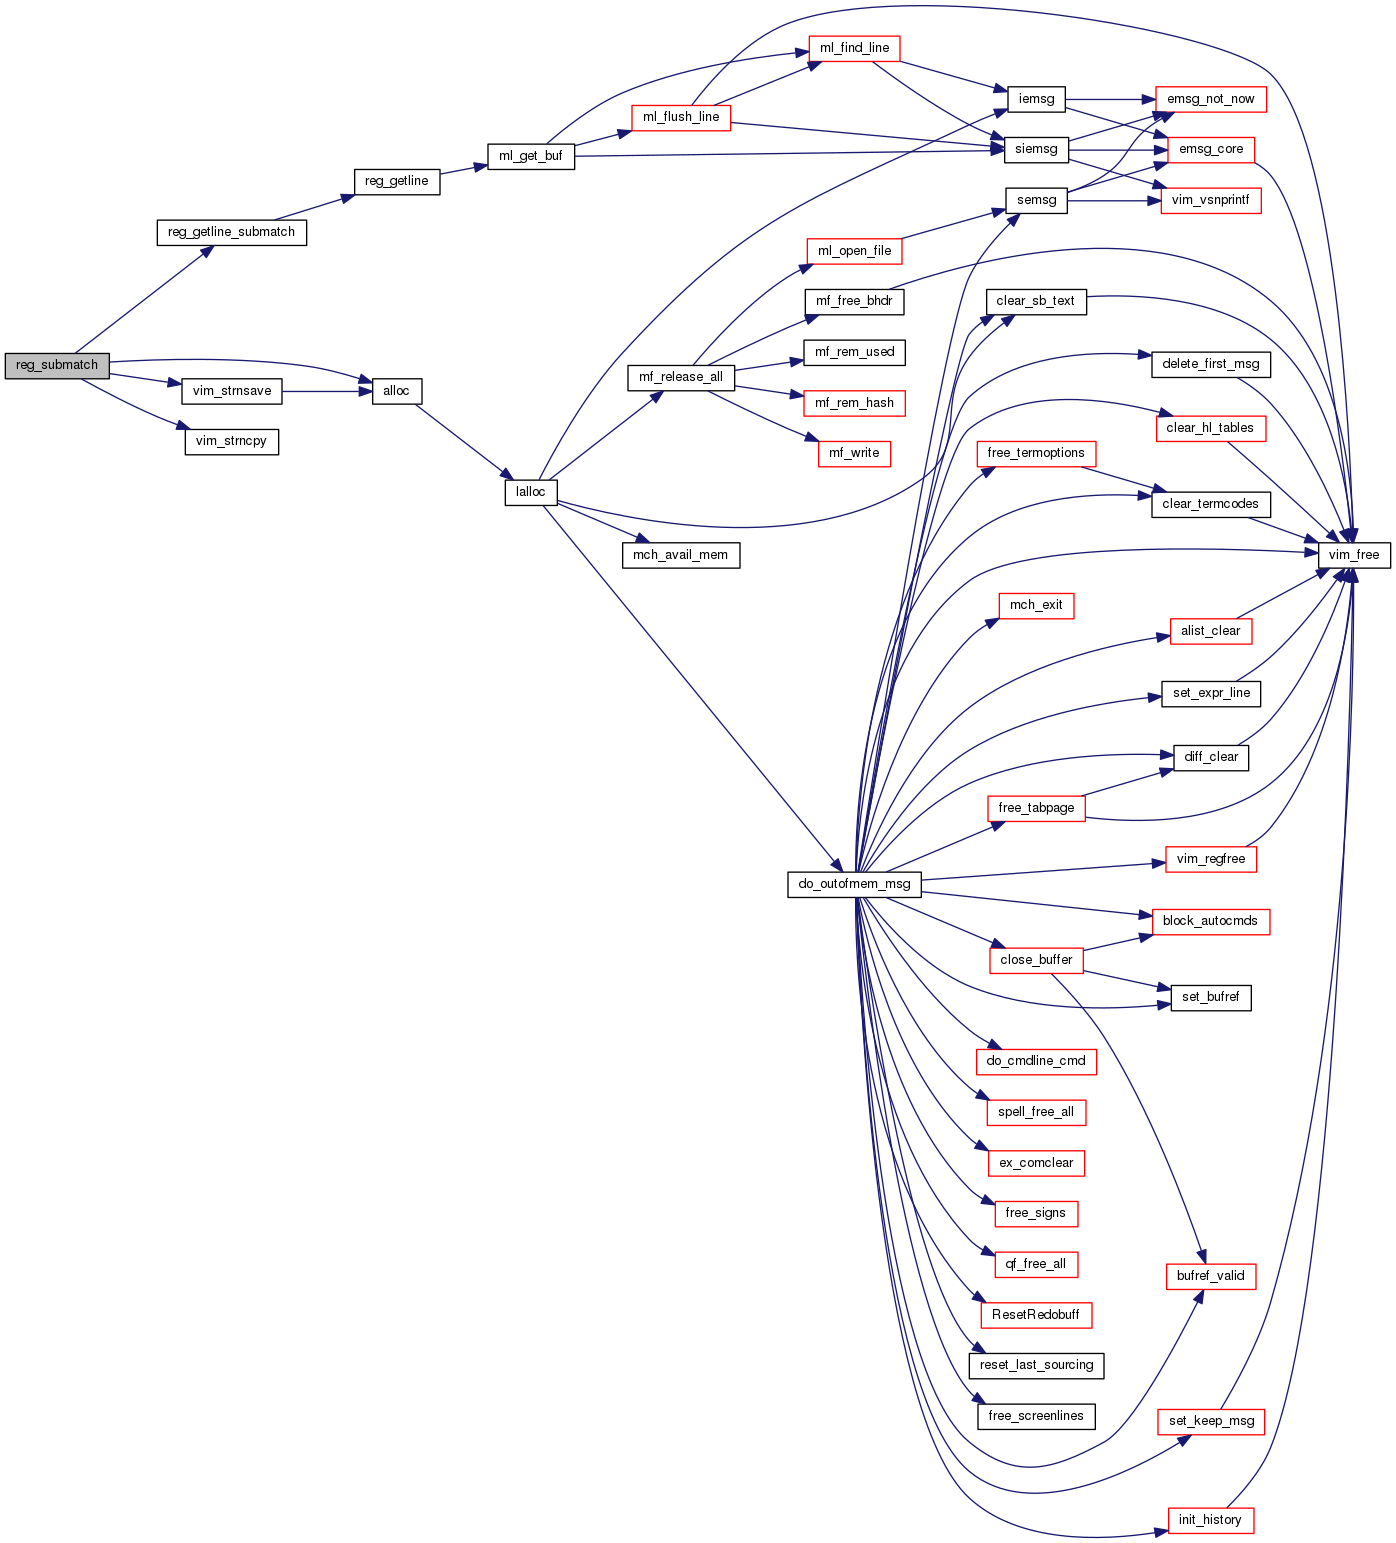 ml_find_line
iemsg
emsg_not_now
ml_flush_line
ml_get_buf
siemsg
emsg_core
reg_getline
semsg
vim_vsnprintf
reg_getline_submatch
ml_open_file
mf_free_bhdr
clear_sb_text
mf_rem_used
reg_submatch
delete_first_msg
vim_strnsave
alloc
mf_release_all
mf_rem_hash
clear_hl_tables
vim_strncpy
mf_write
free_termoptions
lalloc
clear_termcodes
mch_avail_mem
vim_free
mch_exit
alist_clear
set_expr_line
diff_clear
free_tabpage
vim_regfree
do_outofmem_msg
block_autocmds
close_buffer
set_bufref
do_cmdline_cmd
spell_free_all
ex_comclear
free_signs
qf_free_all
bufref_valid
ResetRedobuff
reset_last_sourcing
free_screenlines
set_keep_msg
init_history